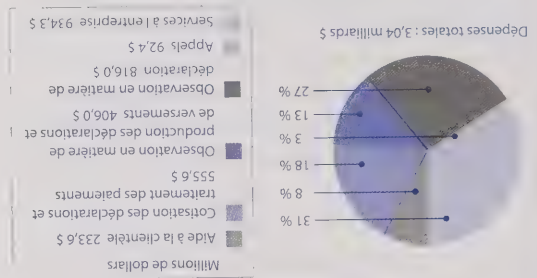 Millions de dollars
Aide à la clientèle 233,6 $
Cotisation des déclarations et
traitement des paiements
555,6 $
Observation en matière de
production des déclarations et
de versements 406,0 $
Observation en matière de
déclaration 816,0 $
Appels 92,4 $
Services à l entreprise 934,3 $
31 %
8 %
18 %
3 %
13 %
27 %
Dépenses totales : 3,04 milliards $